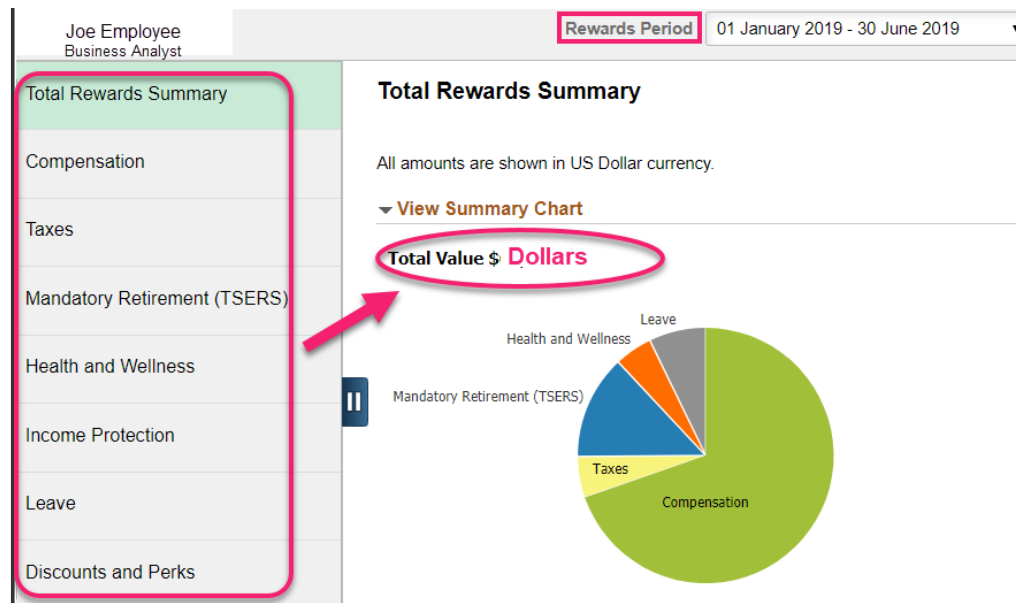 Joe Employee
Business Analyst
Rewards Period
01 January 2019 - 30 June 2019
Total Rewards Summary
Compensation
Taxes
Mandatory Retirement (TSERS)
Health and Wellness
Income Protection
Leave
Discounts and Perks
Total Rewards Summary
All amounts are shown in US Dollar currency.
View Summary Chart
Total Value $ Dollars
Leave
Health and Wellness
Mandatory Retirement (TSERS)
Taxes
Compensation